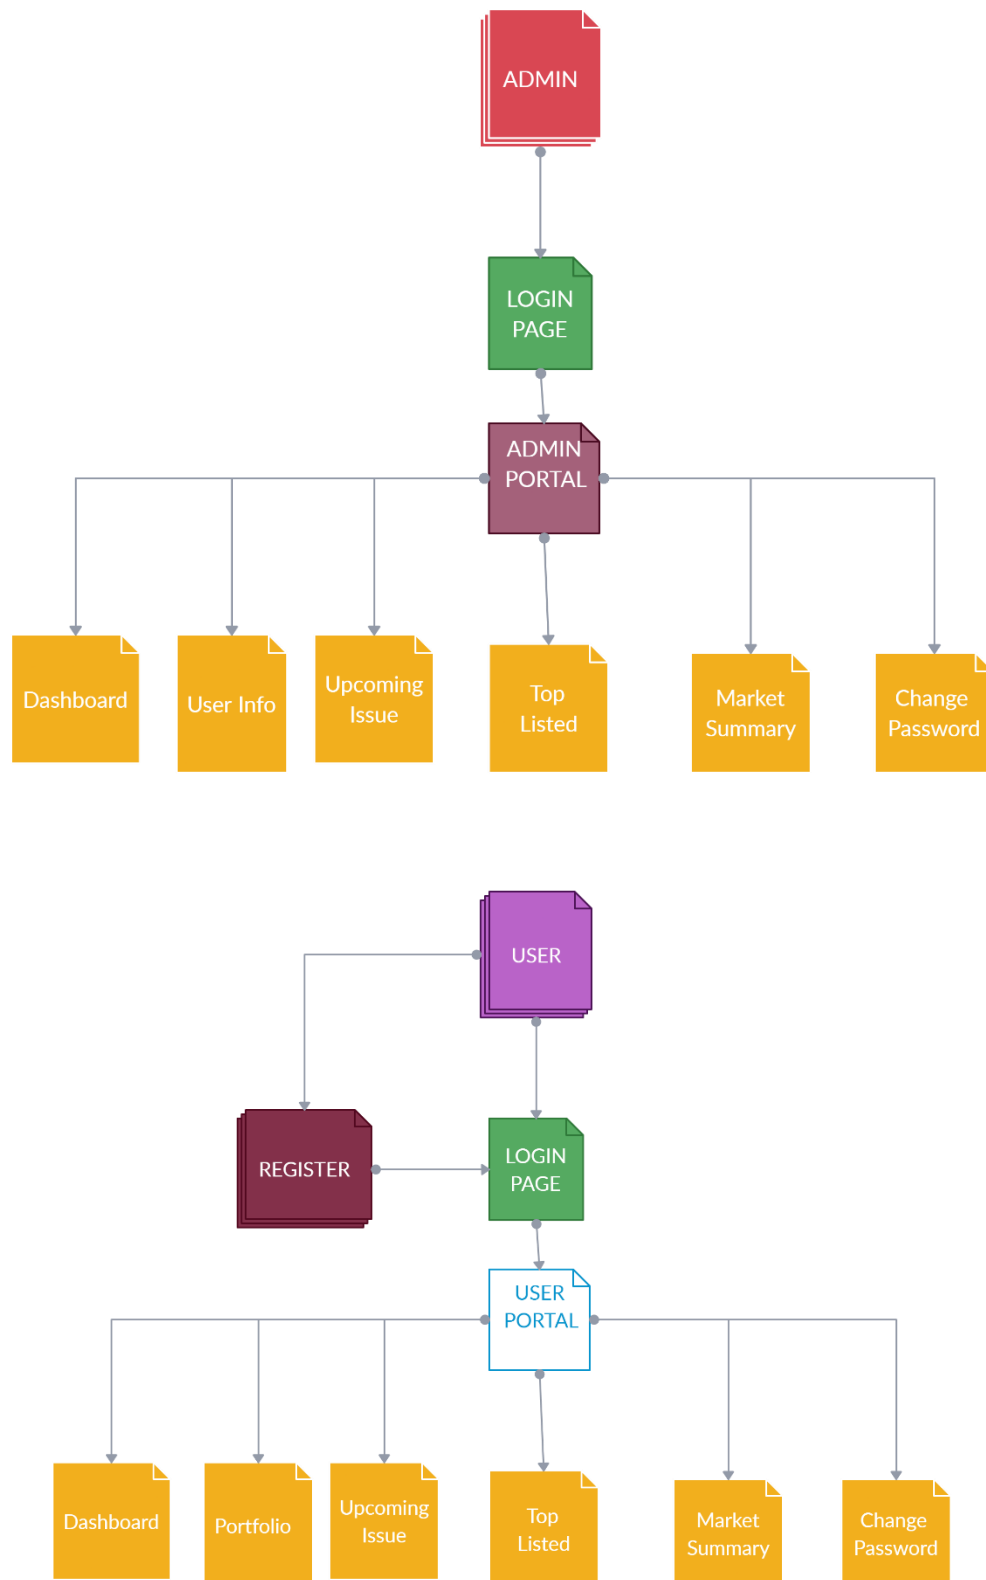 ADMIN
LOGIN
PAGE
ADMIN
PORTAL
Dashboard
User Info
Upcoming
Issue
Top
Listed
Market
Summary
Change
Password
USER
REGISTER
LOGIN
PAGE
USER
PORTAL
Dashboard
Portfolio
Upcoming
Issue
Top
Listed
Market
Summary
Change
Password